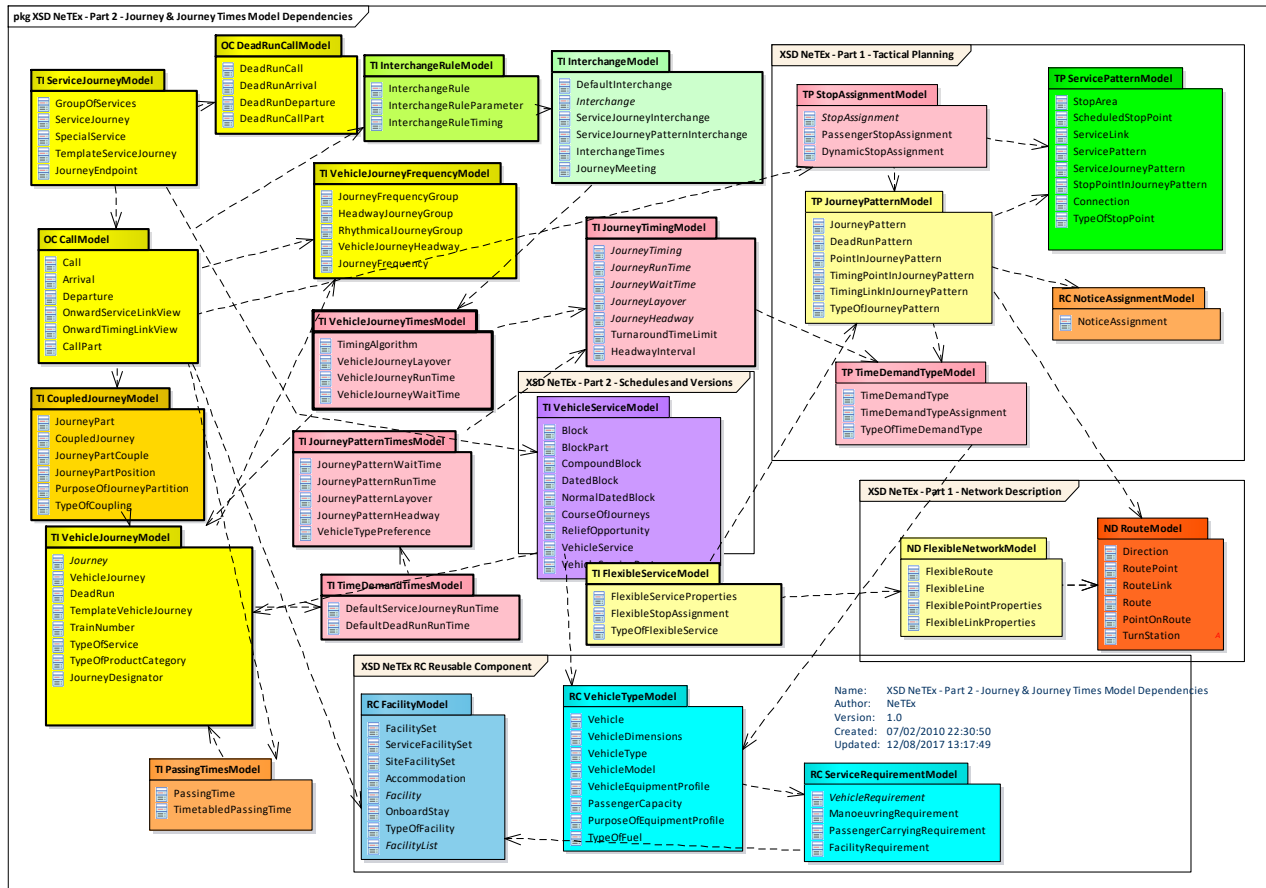 pkg XSD NeTEx - Part 2 - Journey & Journey Times Model Dependencies
OC DeadRunCallModel
DeadRunCall
DeadRunArrival
DeadRunDeparture
DeadRunCallPart
TI ServiceJourneyModel
GroupOfServices
ServiceJourney
SpecialService
TemplateServiceJourney
JourneyEndpoint
TI InterchangeRuleModel
InterchangeRule
InterchangeRuleParameter
InterchangeRuleTiming
TI InterchangeModel
DefaultInterchange
Interchange
ServiceJourneyInterchange
ServiceJourneyPatternInterchange
InterchangeTimes
JourneyMeeting
XSD NeTEx - Part 1 - Tactical Planning
TP StopAssignmentModel
StopAssignment
PassengerStopAssignment
DynamicStopAssignment
TP ServicePatternModel
StopArea
ScheduledStopPoint
ServiceLink
ServicePattern
ServiceJourneyPattern
StopPointInJourneyPattern
Connection
TypeOfStopPoint
TI VehicleJourneyFrequencyModel
JourneyFrequencyGroup
HeadwayJourneyGroup
RhythmicalJourneyGroup
VehicleJourneyHeadway
JourneyFrequency
TP JourneyPatternModel
JourneyPattern
DeadRunPattern
PointInJourneyPattern
TimingPointInJourneyPattern
TimingLinkInJourneyPattern
TypeOfJourneyPattern
OC CallModel
Call
Arrival
Departure
OnwardServiceLinkView
OnwardTimingLinkView
CallPart
TI JourneyTimingModel
JourneyTiming
JourneyRunTime
JourneyWaitTime
JourneyLayover
JourneyHeadway
TurnaroundTimeLimit
HeadwayInterval
RC NoticeAssignmentModel
NoticeAssignment
TI VehicleJourneyTimesModel
TimingAlgorithm
VehicleJourneyLayover
VehicleJourneyRunTime
VehicleJourneyWaitTime
TP TimeDemandTypeModel
TimeDemandType
TimeDemandTypeAssignment
TypeOfTimeDemandType
XSD NeTEx - Part 2 - Schedules and Versions
TI VehicleServiceModel
Block
BlockPart
CompoundBlock
DatedBlock
NormalDatedBlock
CourseOfJourneys
ReliefOpportunity
VehicleService
TI CoupledJourneyModel
JourneyPart
CoupledJourney
JourneyPartCouple
JourneyPartPosition
PurposeOfJourneyPartition
TypeOfCoupling
TI JourneyPatternTimesModel
JourneyPatternWaitTime
JourneyPatternRunTime
JourneyPatternLayover
JourneyPatternHeadway
VehicleTypePreference
XSD NeTEx - Part 1 - Network Description
ND RouteModel
Direction
RoutePoint
RouteLink
Route
PointOnRoute
TurnStation
ND FlexibleNetworkModel
FlexibleRoute
FlexibleLine
FlexiblePointProperties
FlexibleLinkProperties
TI VehicleJourneyModel
Journey
VehicleJourney
DeadRun
TemplateVehicleJourney
TrainNumber
TypeOfService
TypeOfProductCategory
JourneyDesignator
TI TimeDemandTimesModel
DefaultServiceJourneyRunTime
DefaultDeadRunRunTime
TI FlexibleServiceModel
FlexibleServiceProperties
FlexibleStopAssignment
TypeOfFlexibleService
XSD NeTEx RC Reusable Component
RC FacilityModel
FacilitySet
ServiceFacilitySet
SiteFacilitySet
Accommodation
Facility
OnboardStay
TypeOfFacility
FacilityList
RC VehicleTypeModel
Vehicle
VehicleDimensions
VehicleType
VehicleModel
VehicleEquipmentProfile
PassengerCapacity
PurposeOfEquipmentProfile
TypeOfFuel
Name: XSD NeTEx - Part 2 - Journey & Journey Times Model Dependencies
Author: NeTEx
Version: 1.0
Created: 07/02/2010 22:30:50
Updated: 12/08/2017 13:17:49
RC ServiceRequirementModel
VehicleRequirement
ManoeuvringRequirement
PassengerCarryingRequirement
FacilityRequirement
TI PassingTimesModel
PassingTime
TimetabledPassingTime